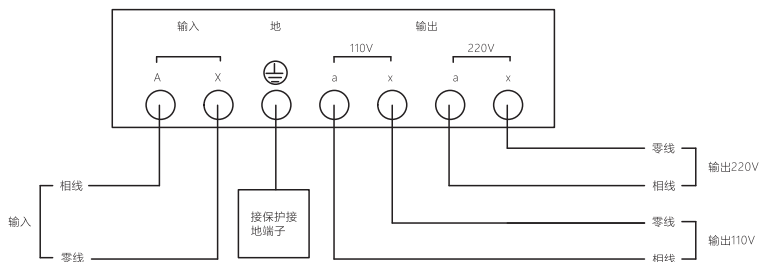 输入 地 输出
110V 220V
A X a x a x
零线
相线
输出220V
相线
零线
输入
接保护接
地端子
零线
相线
输出110V